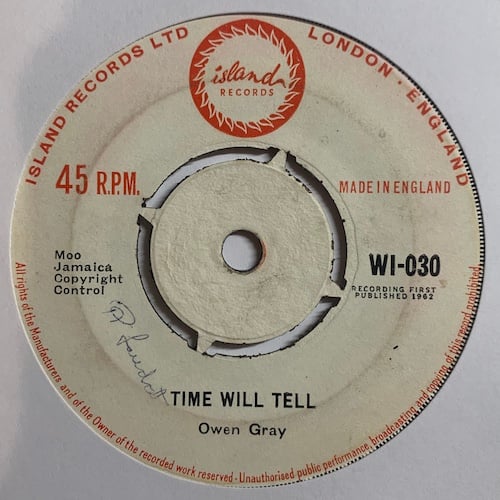 ISLAND RECORDS LTD
LONDON · ENGLAND
island
RECORDS
45 R.P.M.
MADE IN ENGLAND
Moo
Jamaica
Copyright
Control
WI-030
RECORDING FIRST
PUBLISHED 1962
TIME WILL TELL
Owen Gray
All rights of the Manufacturers and of the Owner of the recorded work reserved - Unauthorised public performance, broadcasting and copying of this record prohibited